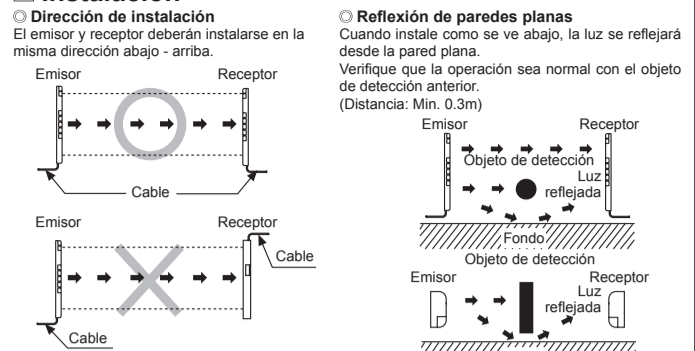 ◎ Dirección de instalación
El emisor y receptor deberán instalarse en la
misma dirección abajo - arriba.
Emisor Receptor
Cable
Emisor Receptor
Cable
Cable
◎ Reflexión de paredes planas
Cuando instale como se ve abajo, la luz se reflejará
desde la pared plana.
Verifique que la operación sea normal con el objeto
de detección anterior.
(Distancia: Min. 0.3m)
Emisor Receptor
Objeto de detección
Luz
reflejada
Fondo
Objeto de detección
Emisor Receptor
Luz
reflejada